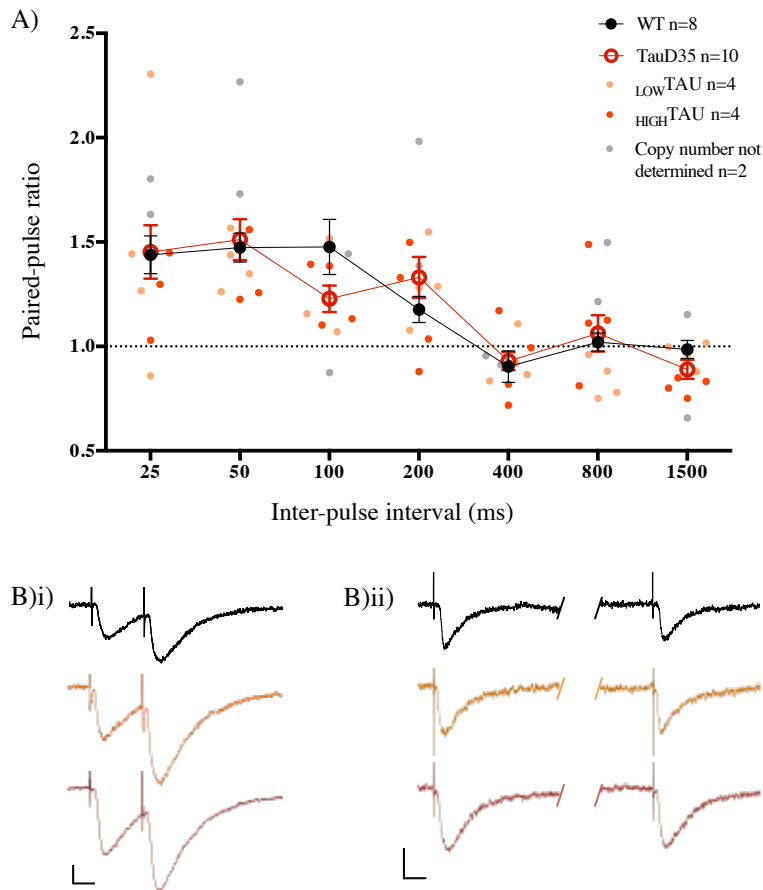 A)
WT n=8
TauD35 n=10
LOWTAU n=4
HIGHTAU n=4
Copy number not
determined n=2
Paired-pulse ratio
2.5
2.0
1.5
1.0
0.5
25 50 100 200 400 800 1500
Inter-pulse interval (ms)
B)i) B)ii)